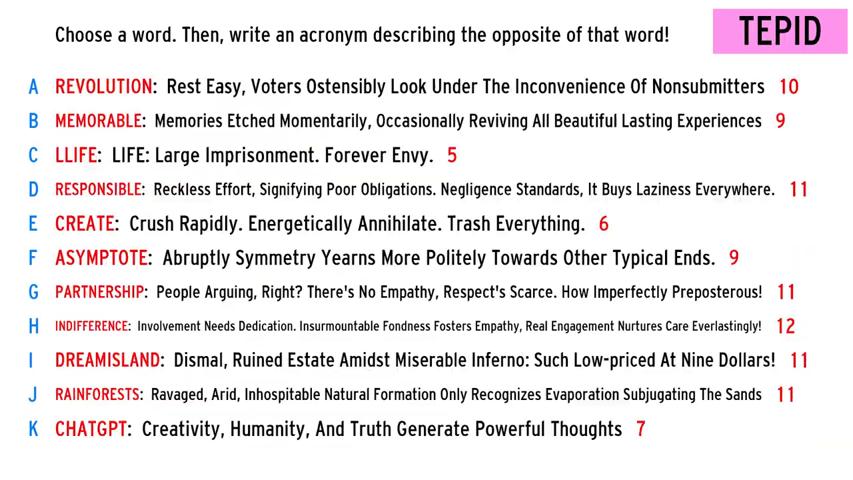 Choose a word. Then, write an acronym describing the opposite of that word!
TEPID
A REVOLUTION: Rest Easy, Voters Ostensibly Look Under The Inconvenience Of Nonsubmitters 10
B MEMORABLE: Memories Etched Momentarily, Occasionally Reviving All Beautiful Lasting Experiences 9
C LLIFE: LIFE: Large Imprisonment. Forever Envy. 5
D RESPONSIBLE: Reckless Effort, Signifying Poor Obligations. Negligence Standards, It Buys Laziness Everywhere. 11
E CREATE: Crush Rapidly. Energetically Annihilate. Trash Everything. 6
F ASYMPTOTE: Abruptly Symmetry Yearns More Politely Towards Other Typical Ends. 9
G PARTNERSHIP: People Arguing, Right? There's No Empathy, Respect's Scarce. How Imperfectly Preposterous! 11
H INDIFFERENCE: Involvement Needs Dedication. Insurmountable Fondness Fosters Empathy, Real Engagement Nurtures Care Everlastingly! 12
I DREAMISLAND: Dismal, Ruined Estate Amidst Miserable Inferno: Such Low-priced At Nine Dollars! 11
J RAINFORESTS: Ravaged, Arid, Inhospitable Natural Formation Only Recognizes Evaporation Subjugating The Sands 11
K CHATGPT: Creativity, Humanity, And Truth Generate Powerful Thoughts 7